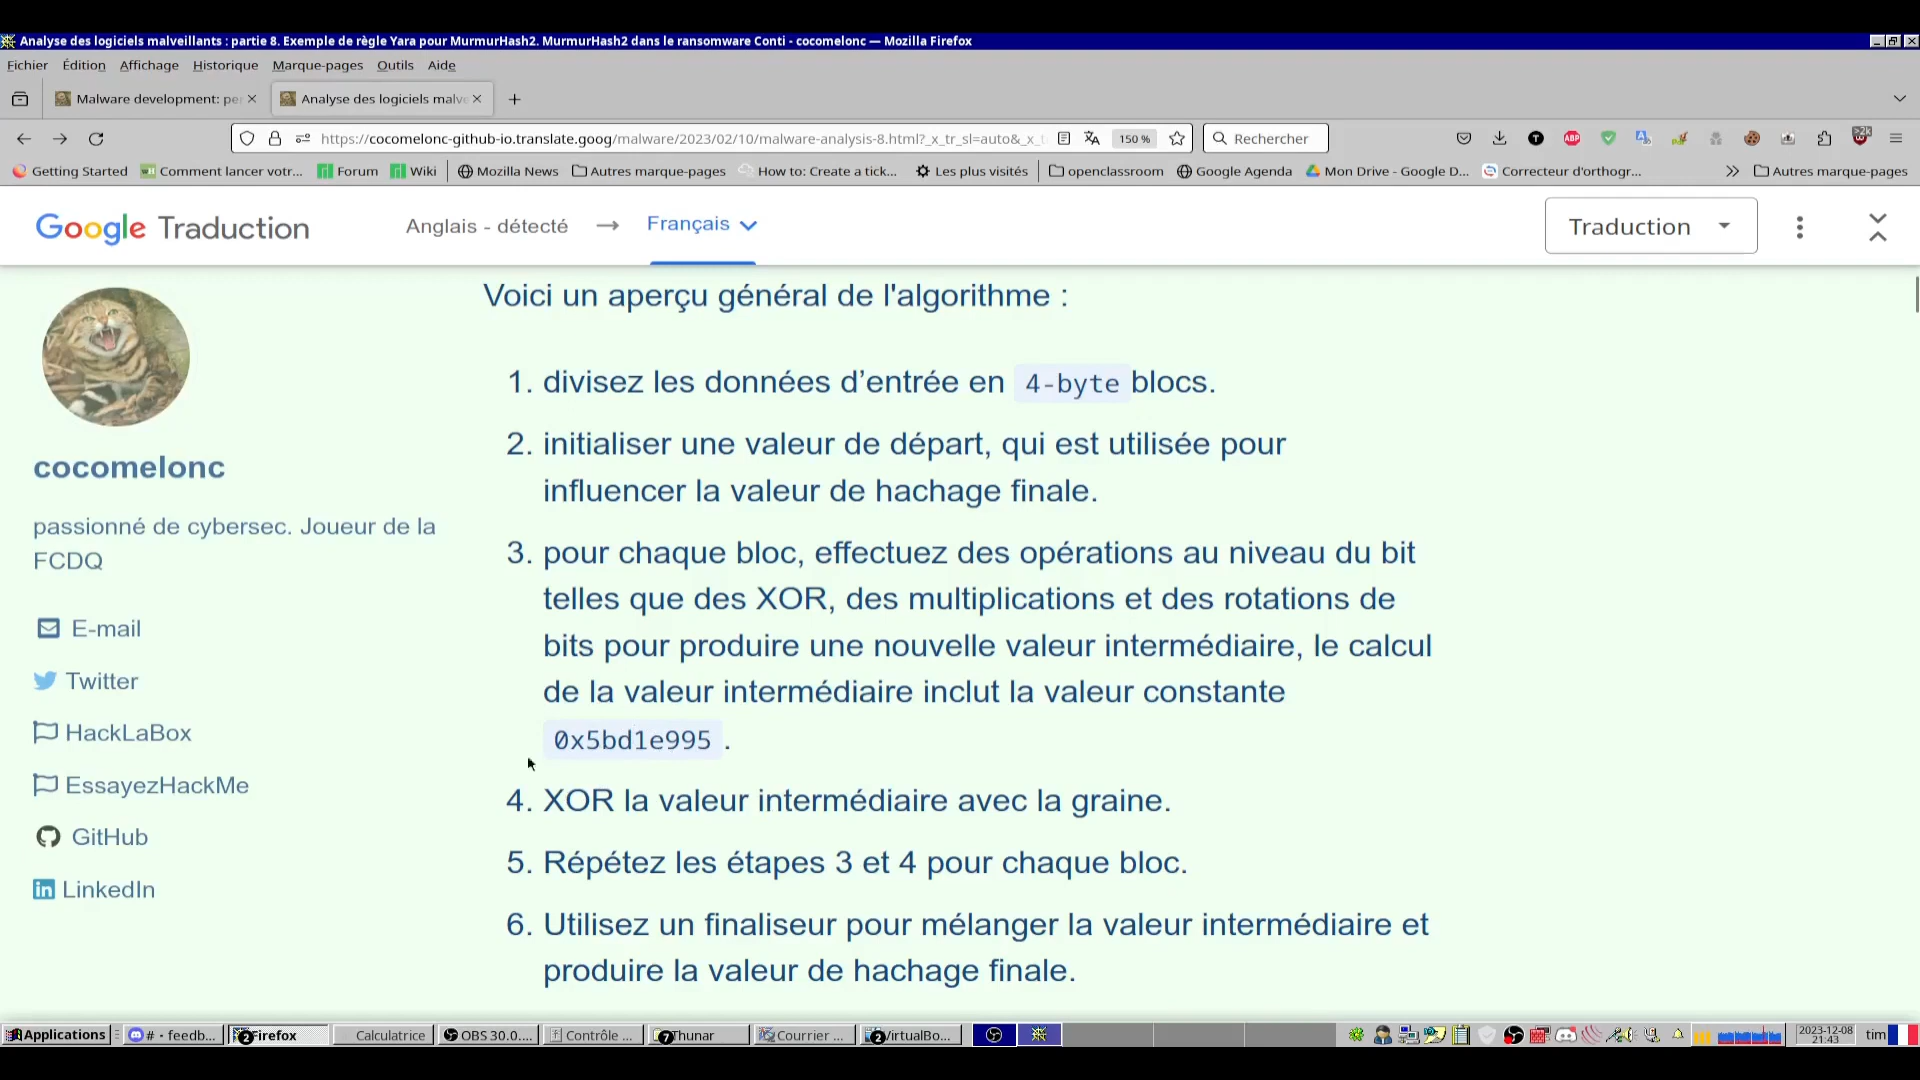 Analyse des logiciels malveillants : partie 8. Exemple de règle Yara pour MurmurHash2. MurmurHash2 dans le ransomware Conti - cocomelonc — Mozilla Firefox
Fichier Édition Affichage Historique Marque-pages Outils Aide
Malware development: pe Analyse des logiciels malv
https://cocomelonc-github-io.translate.goog/malware/2023/02/10/malware-analysis-8.html?_x_tr_sl=auto&_x_t 150 % Rechercher
Getting Started Comment lancer votr... Forum Wiki Mozilla News Autres marque-pages How to: Create a tick... Les plus visités openclassroom Google Agenda Mon Drive - Google D... Correcteur d'orthogr... Autres marque-pages
Google Traduction Anglais - détecté → Français Traduction
Voici un aperçu général de l'algorithme :
1. divisez les données d’entrée en 4-byte blocs.
2. initialiser une valeur de départ, qui est utilisée pour
influencer la valeur de hachage finale.
3. pour chaque bloc, effectuez des opérations au niveau du bit
telles que des XOR, des multiplications et des rotations de
bits pour produire une nouvelle valeur intermédiaire, le calcul
de la valeur intermédiaire inclut la valeur constante
0x5bd1e995 .
4. XOR la valeur intermédiaire avec la graine.
5. Répétez les étapes 3 et 4 pour chaque bloc.
6. Utilisez un finaliseur pour mélanger la valeur intermédiaire et
produire la valeur de hachage finale.
cocomelonc
passionné de cybersec. Joueur de la
FCDQ
E-mail
Twitter
HackLaBox
EssayezHackMe
GitHub
LinkedIn
Applications # - feedb... Firefox Calculatrice OBS 30.0.... Contrôle ... Thunar Courrier ... VirtualBo... 2023-12-08 tim
21:43